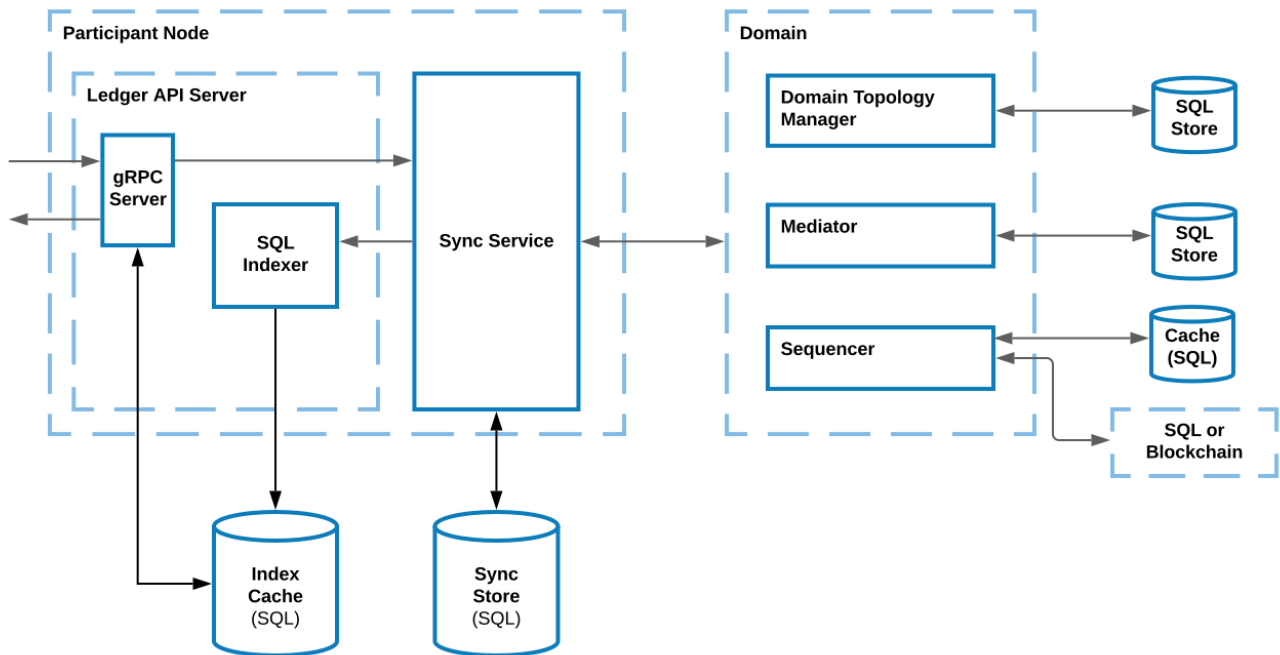 Participant Node
Ledger API Server
gRPC
Server
SQL
Indexer
Sync Service
Index
Cache
(SQL)
Sync
Store
(SQL)
Domain
Domain Topology
Manager
SQL
Store
Mediator
SQL
Store
Sequencer
Cache
(SQL)
SQL or
Blockchain